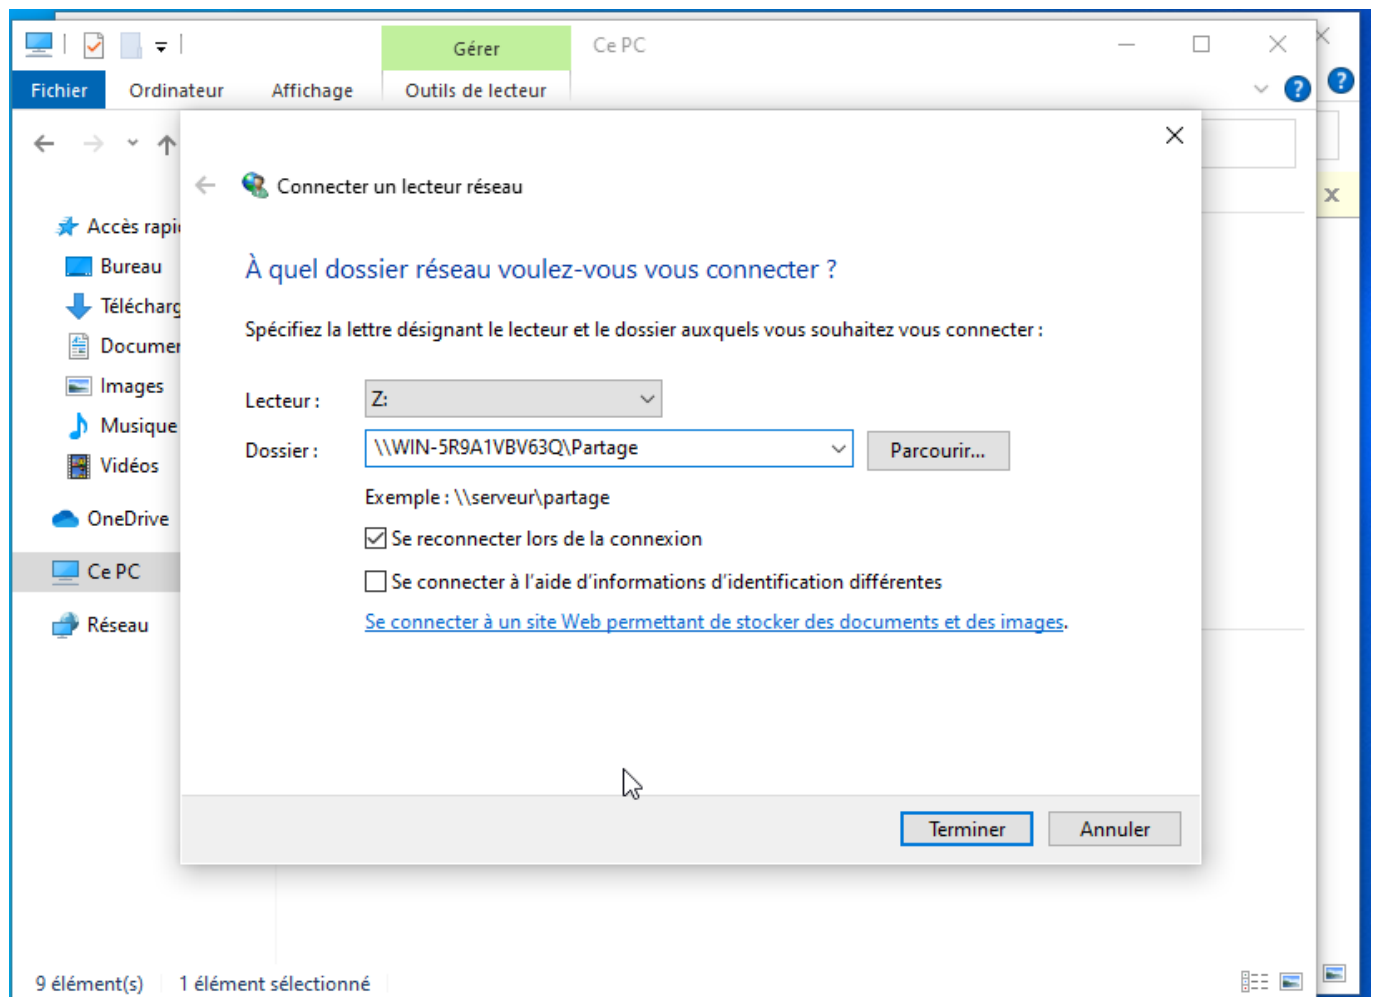 Gérer
Ce PC
Fichier
Ordinateur
Affichage
Outils de lecteur
Connecter un lecteur réseau
Accès rapi
Bureau
Télécharg
Documen
Images
Musique
Vidéos
OneDrive
Ce PC
Réseau
À quel dossier réseau voulez-vous vous connecter ?
Spécifiez la lettre désignant le lecteur et le dossier auxquels vous souhaitez vous connecter :
Lecteur :
Z:
Dossier :
\\WIN-5R9A1VBV63Q\Partage
Parcourir...
Exemple : \\serveur\partage
Se reconnecter lors de la connexion
Se connecter à l'aide d'informations d'identification différentes
Se connecter à un site Web permettant de stocker des documents et des images.
Terminer
Annuler
9 élément(s)
1 élément sélectionné